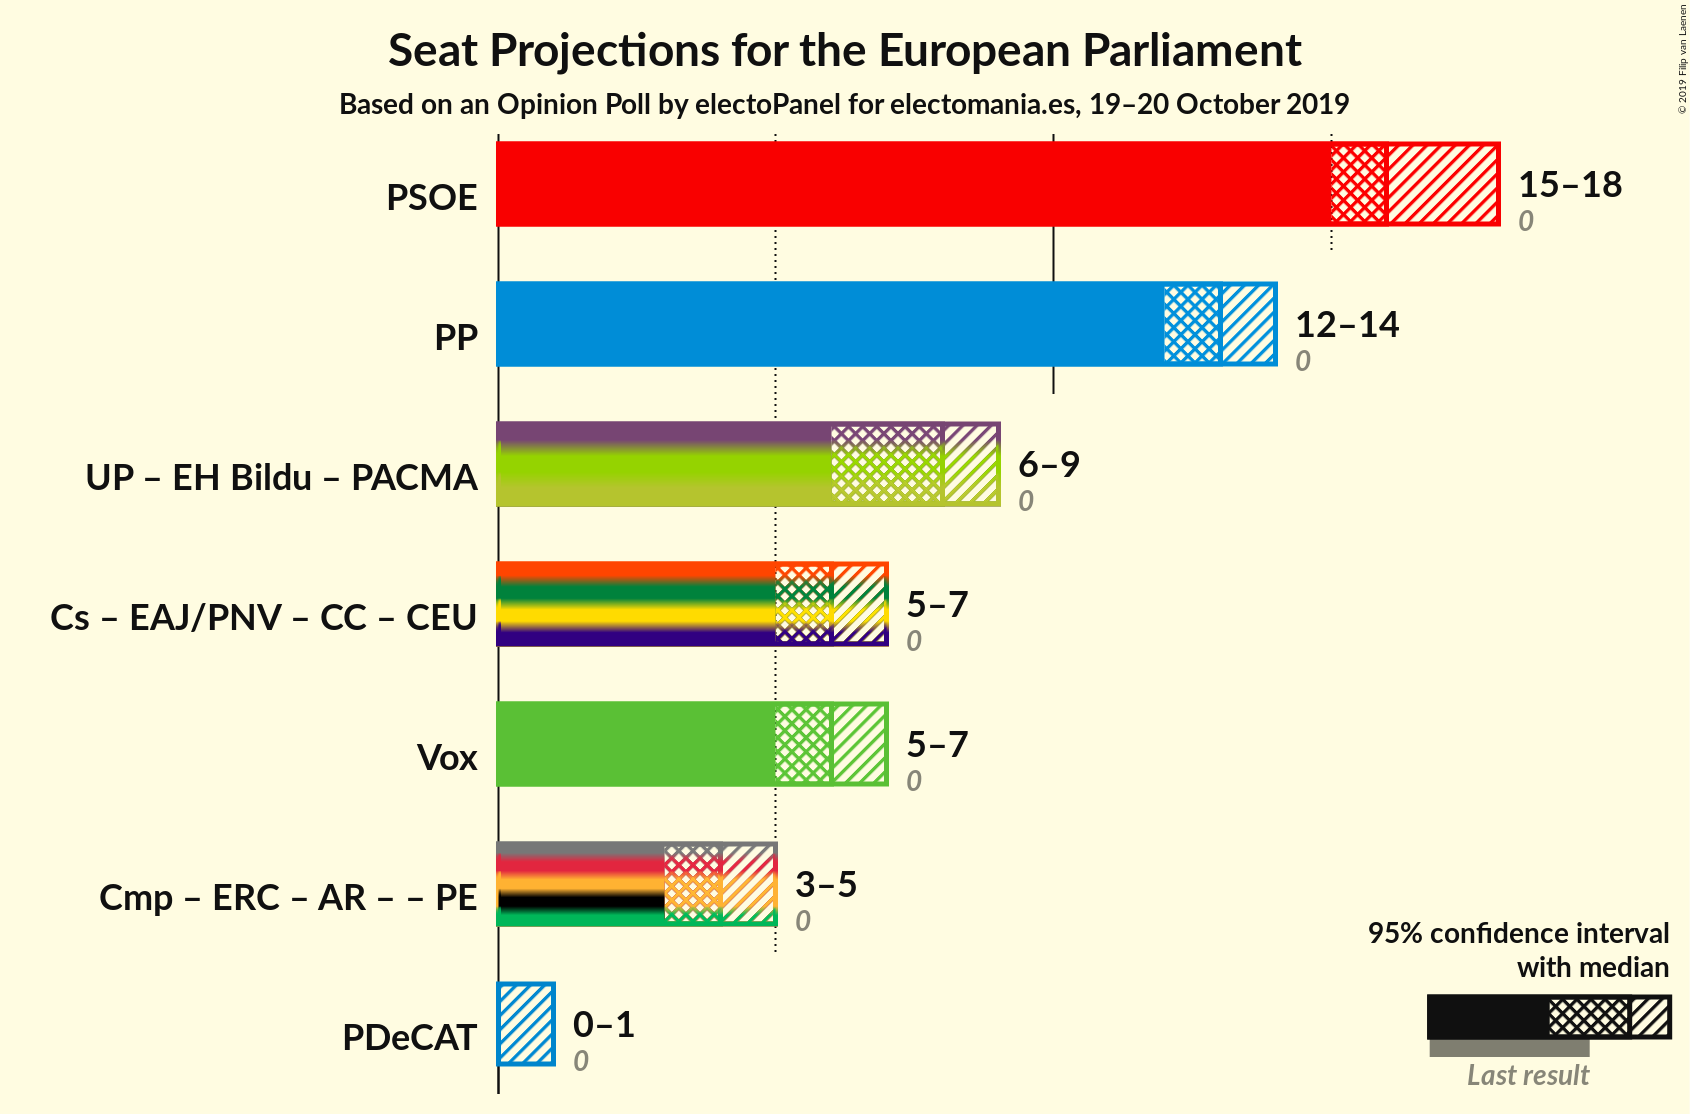 Seat Projections for the European Parliament
Based on an Opinion Poll by electoPanel for electomania.es, 19–20 October 2019
© 2019 Filip van Laenen
PSOE
15–18
0
PP
12–14
0
UP – EH Bildu – PACMA
6–9
0
Cs – EAJ/PNV – CC – CEU
5–7
0
Vox
5–7
0
Cmp – ERC – AR – – PE
3–5
0
PDeCAT
0–1
0
95% confidence interval
with median
Last result